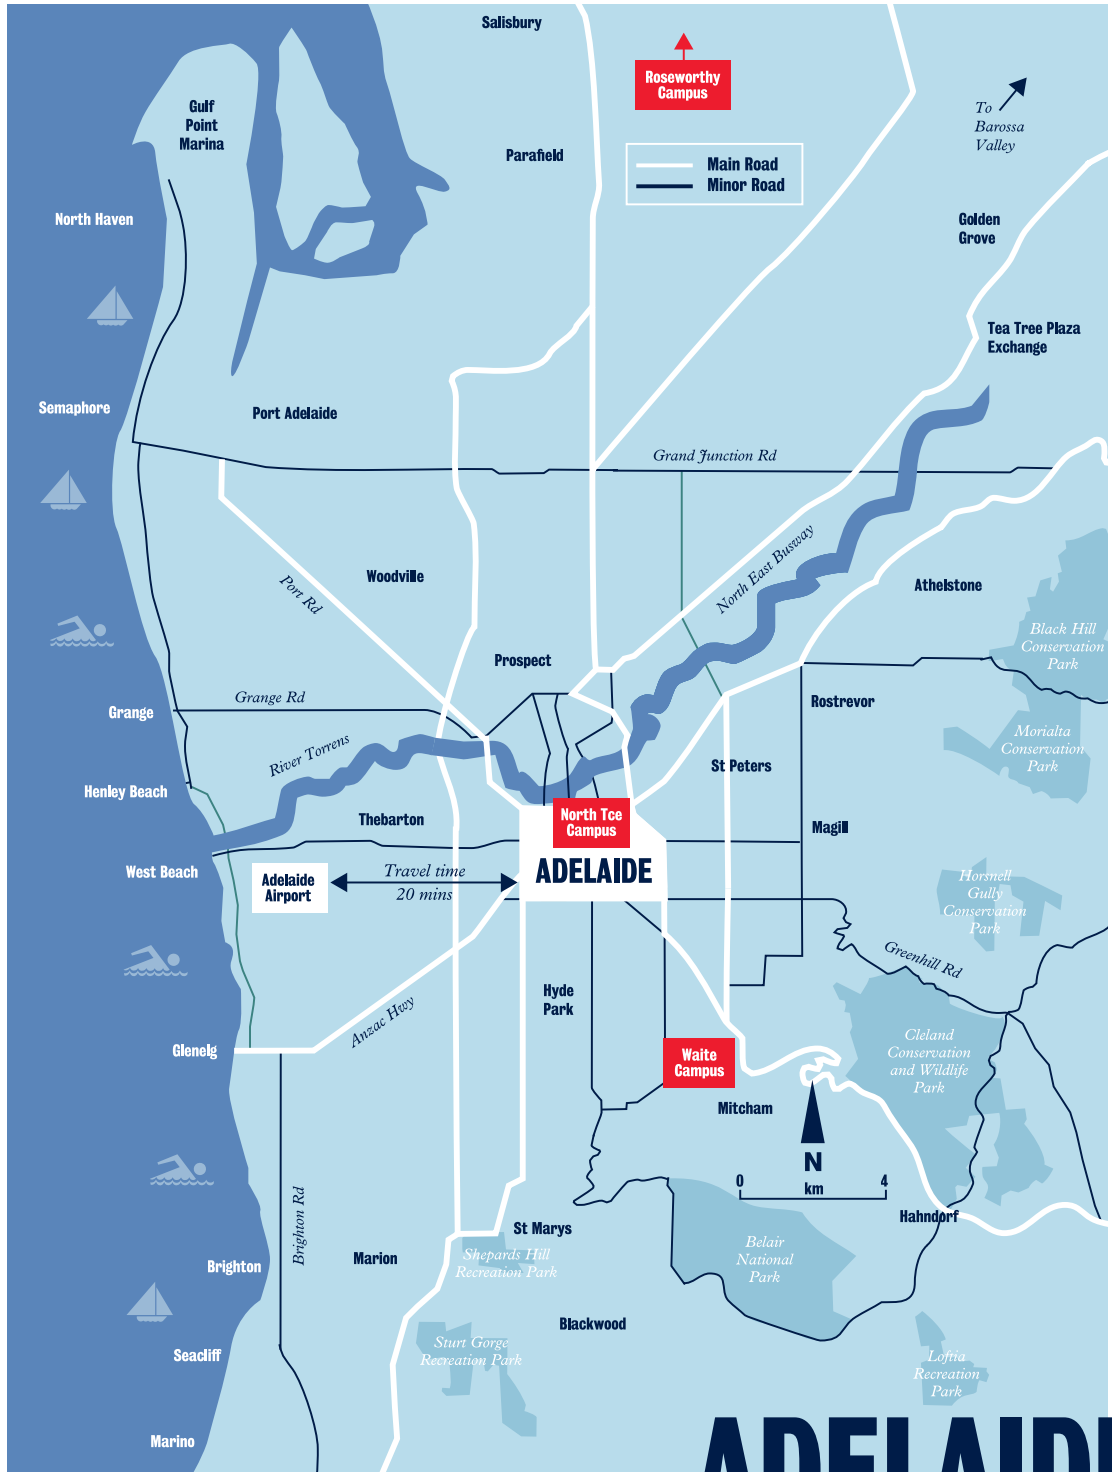 Salisbury
Roseworthy
Campus
Gulf
Point
Marina
To
Barossa
Valley
Parafield
Main Road
Minor Road
North Haven
Golden
Grove
Tea Tree Plaza
Exchange
Semaphore
Port Adelaide
Grand Junction Rd
North East Busway
Woodville
Port Rd
Athelstone
Black Hill
Conservation
Park
Prospect
Grange Rd
Grange
Rostrevor
Morialta
Conservation
Park
River Torrens
St Peters
Henley Beach
Thebarton
North Tce
Campus
Magill
West Beach
Adelaide
Airport
Travel time
20 mins
ADELAIDE
Horsnell
Gully
Conservation
Park
Greenhill Rd
Hyde
Park
Anzac Hwy
Glenelg
Waite
Campus
Cleland
Conservation
and Wildlife
Park
Mitcham
N
0
km
4
Brighton Rd
Hahndorf
St Marys
Marion
Shepards Hill
Recreation Park
Belair
National
Park
Brighton
Blackwood
Seacliff
Sturt Gorge
Recreation Park
Loftia
Recreation
Park
Marino
ADELAIDE